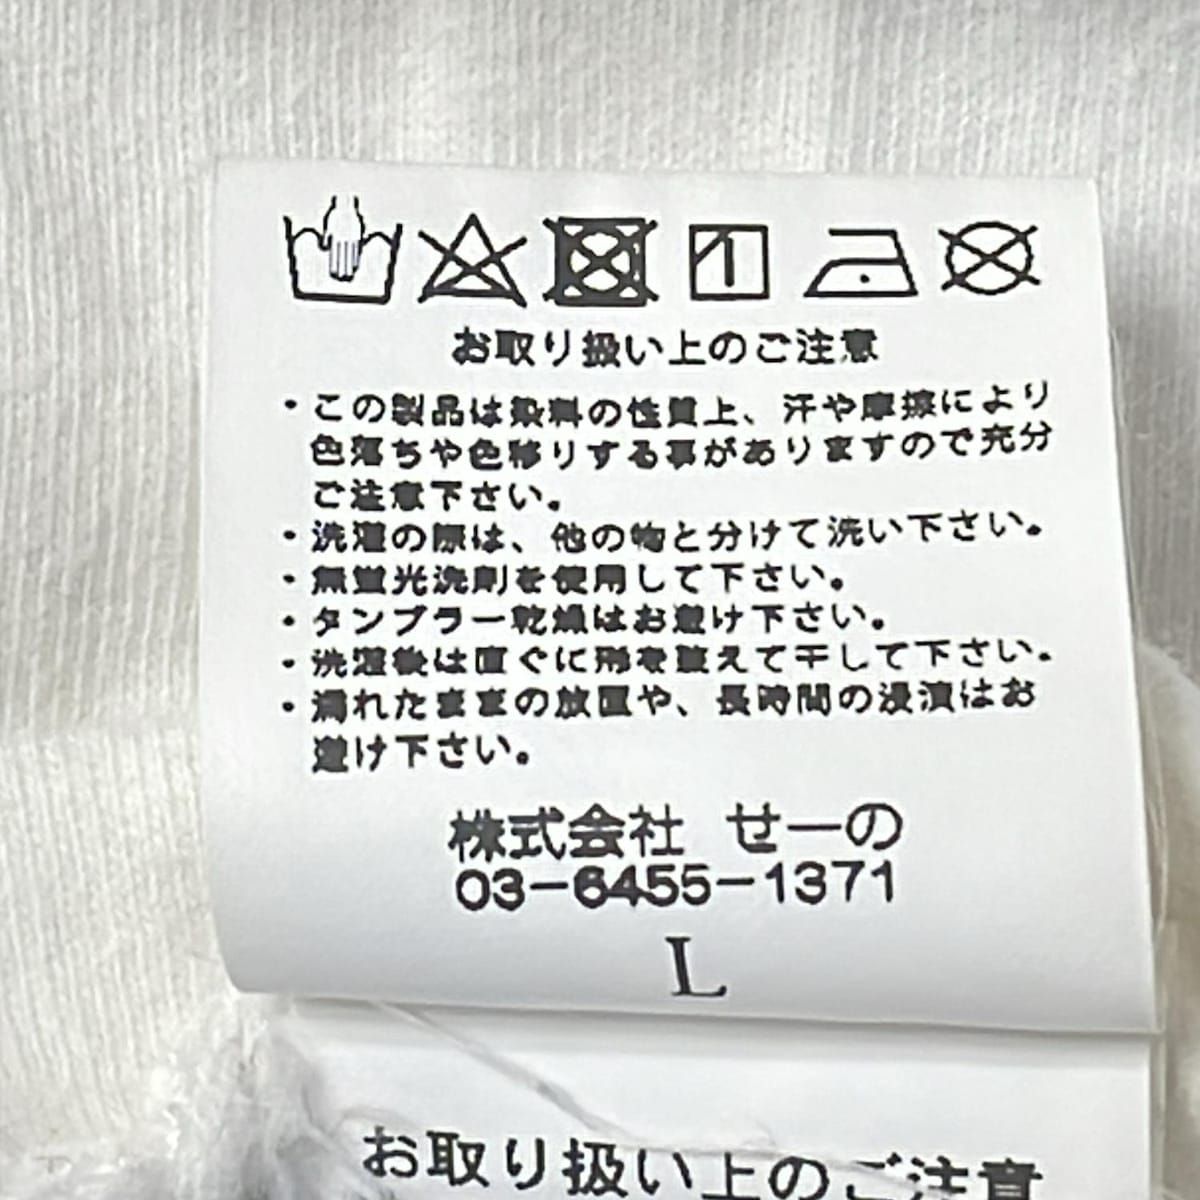 お取り扱い上のご注意
・この製品は染料の性質上、汗や摩擦により
色落ちや色移りする事がありますので充分
ご注意下さい。
・洗濯の際は、他の物と分けて洗い下さい。
・無蛍光洗剤を使用して下さい。
・タンブラー乾燥はお避け下さい。
・洗濯後は直ぐに形を整えて干して下さい。
・濡れたままの放置や、長時間の浸漬はお
避け下さい。
株式会社 せーの
03-6455-1371
L
お取り扱い上のご注意